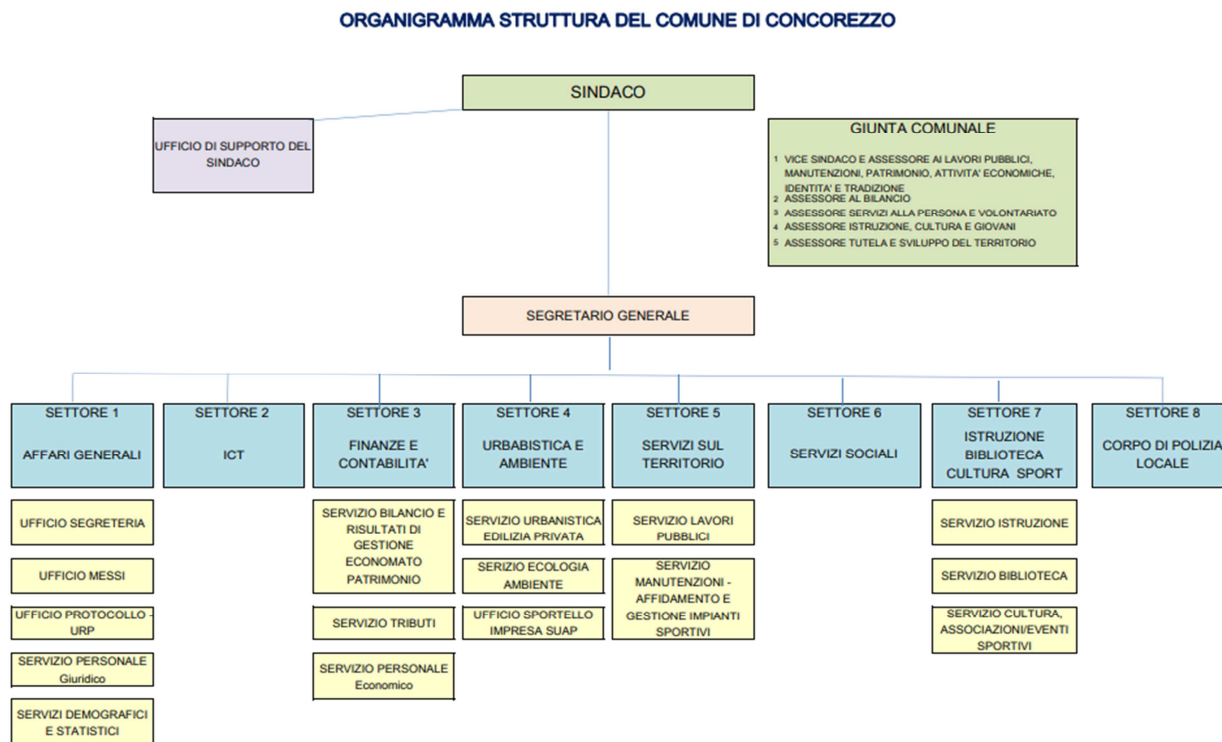 ORGANIGRAMMA STRUTTURA DEL COMUNE DI CONCOREZZO
SINDACO
UFFICIO DI SUPPORTO DEL
SINDACO
GIUNTA COMUNALE
1 VICE SINDACO E ASSESSORE AI LAVORI PUBBLICI,
MANUTENZIONI, PATRIMONIO, ATTIVITA' ECONOMICHE,
IDENTITA' E TRADIZIONE
2 ASSESSORE AL BILANCIO
3 ASSESSORE SERVIZI ALLA PERSONA E VOLONTARIATO
4 ASSESSORE ISTRUZIONE, CULTURA E GIOVANI
5 ASSESSORE TUTELA E SVILUPPO DEL TERRITORIO
SEGRETARIO GENERALE
SETTORE 1
AFFARI GENERALI
UFFICIO SEGRETERIA
UFFICIO MESSI
UFFICIO PROTOCOLLO -
URP
SERVIZIO PERSONALE
Giuridico
SERVIZI DEMOGRAFICI
E STATISTICI
SETTORE 2
ICT
SETTORE 3
FINANZE E
CONTABILITA'
SERVIZIO BILANCIO E
RISULTATI DI
GESTIONE
ECONOMATO
PATRIMONIO
SERVIZIO TRIBUTI
SERVIZIO PERSONALE
Economico
SETTORE 4
URBABISTICA E
AMBIENTE
SERVIZIO URBANISTICA
EDILIZIA PRIVATA
SERIZIO ECOLOGIA
AMBIENTE
UFFICIO SPORTELLO
IMPRESA SUAP
SETTORE 5
SERVIZI SUL
TERRITORIO
SERVIZIO LAVORI
PUBBLICI
SERVIZIO
MANUTENZIONI -
AFFIDAMENTO E
GESTIONE IMPIANTI
SPORTIVI
SETTORE 6
SERVIZI SOCIALI
SETTORE 7
ISTRUZIONE
BIBLIOTECA
CULTURA SPORT
SERVIZIO ISTRUZIONE
SERVIZIO BIBLIOTECA
SERVIZIO CULTURA,
ASSOCIAZIONI/EVENTI
SPORTIVI
SETTORE 8
CORPO DI POLIZIA
LOCALE